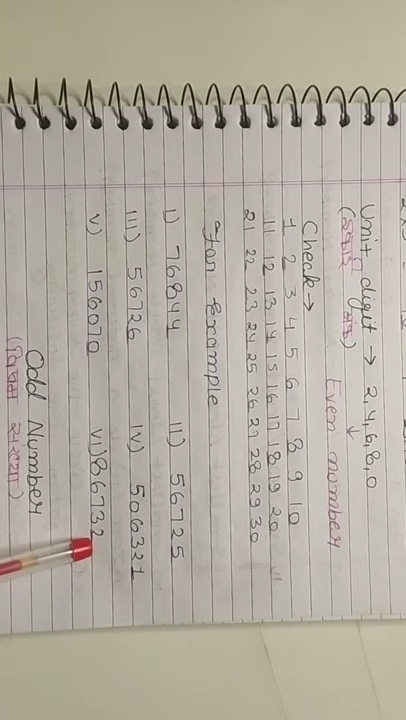 Unit digit → 2,4,6,8,0
(इकाई अंक) ↓
Even number
Check →
1 2 3 4 5 6 7 8 9 10
11 12 13 14 15 16 17 18 19 20
21 22 23 24 25 26 27 28 29 30
For example
i) 76844 ii) 56725
iii) 56726 iv) 506321
v) 156070 vi) 86732
Odd Number
(विषम संख्या)